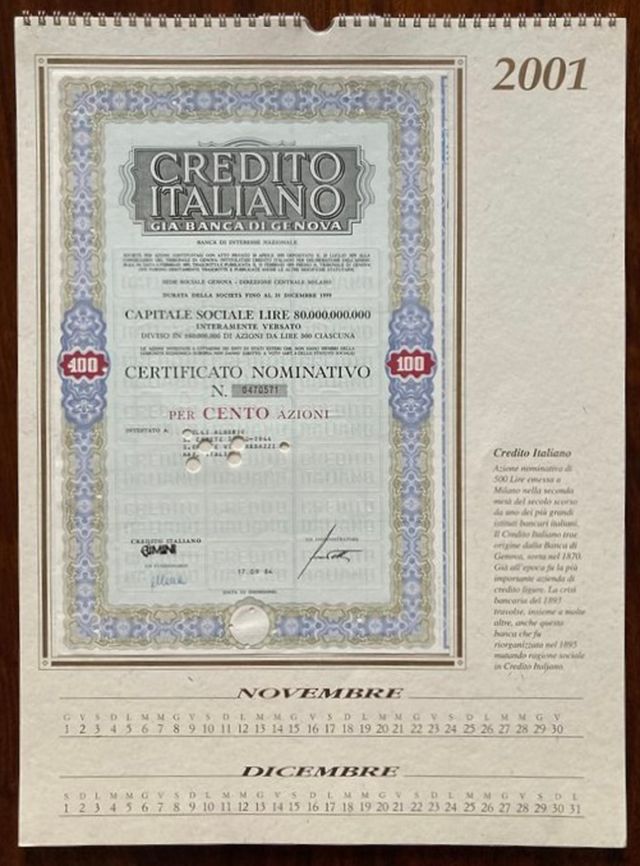 2001
CREDITO
ITALIANO
GIÀ BANCA DI GENOVA
BANCA DI INTERESSE NAZIONALE
SEDE SOCIALE GENOVA - DIREZIONE CENTRALE MILANO
DURATA DELLA SOCIETÀ FINO AL 31 DICEMBRE 1999
CAPITALE SOCIALE LIRE 80.000.000.000
INTERAMENTE VERSATO
DIVISO IN 160.000.000 DI AZIONI DA LIRE 500 CIASCUNA
100
100
CERTIFICATO NOMINATIVO
N. 0470571
PER CENTO AZIONI
INTESTATO A:
CREDITO ITALIANO
RIMINI
UN FUNZIONARIO
17.09 84
Credito Italiano
Azione nominativa di
500 Lire emessa a
Milano nella seconda
metà del secolo scorso
da uno dei più grandi
istituti bancari italiani.
Il Credito Italiano trae
origine dalla Banca di
Genova, sorta nel 1870.
Già all'epoca fu la più
importante azienda di
credito ligure. La crisi
bancaria del 1893
travolse, insieme a molte
altre, anche questa
banca che fu
riorganizzata nel 1895
mutando ragione sociale
in Credito Italiano.
NOVEMBRE
G V S D L M M G V S D L M M G V S D L M M G V S D L M M G V
1 2 3 4 5 6 7 8 9 10 11 12 13 14 15 16 17 18 19 20 21 22 23 24 25 26 27 28 29 30
DICEMBRE
S D L M M G V S D L M M G V S D L M M G V S D L M M G V S D L
1 2 3 4 5 6 7 8 9 10 11 12 13 14 15 16 17 18 19 20 21 22 23 24 25 26 27 28 29 30 31